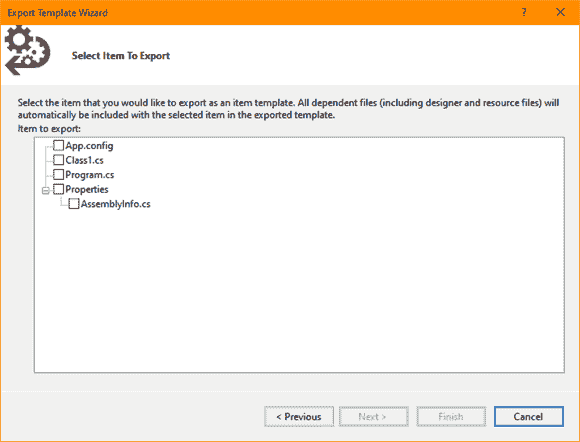 Export Template Wizard
Select Item To Export
Select the item that you would like to export as an item template. All dependent files (including designer and resource files) will
automatically be included with the selected item in the exported template.
Item to export:
App.config
Class1.cs
Program.cs
Properties
AssemblyInfo.cs
< Previous
Next >
Finish
Cancel